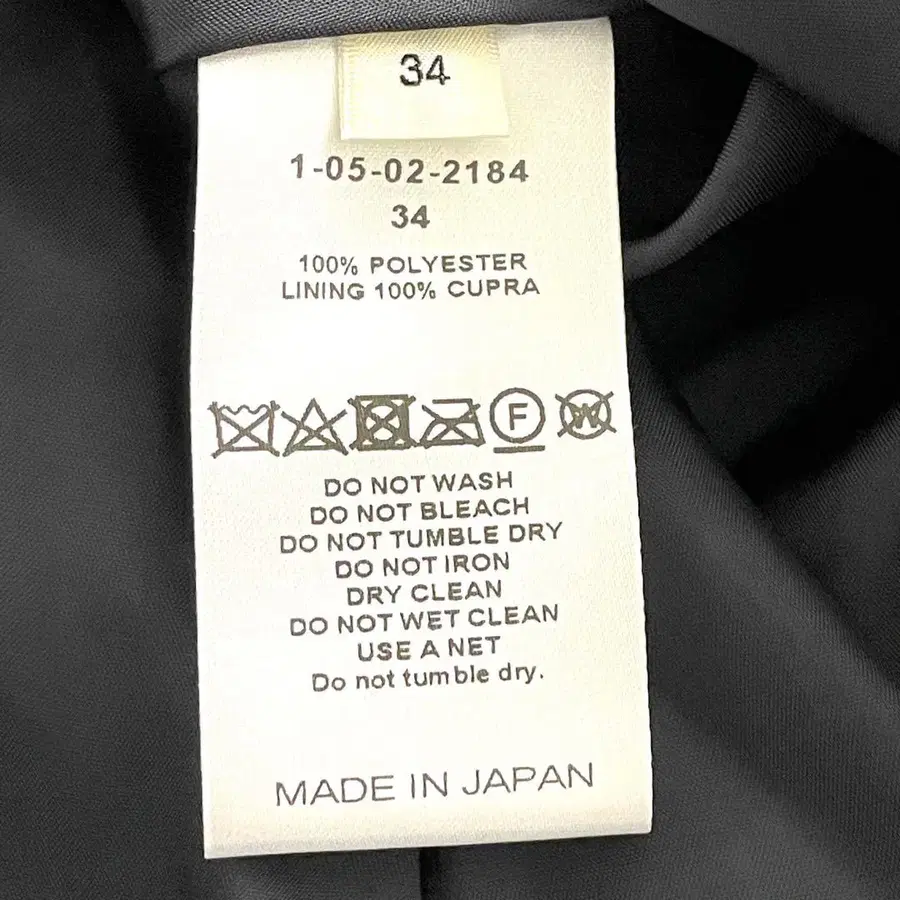 34
1-05-02-2184
34
100% POLYESTER
LINING 100% CUPRA
F W
DO NOT WASH
DO NOT BLEACH
DO NOT TUMBLE DRY
DO NOT IRON
DRY CLEAN
DO NOT WET CLEAN
USE A NET
Do not tumble dry.
MADE IN JAPAN